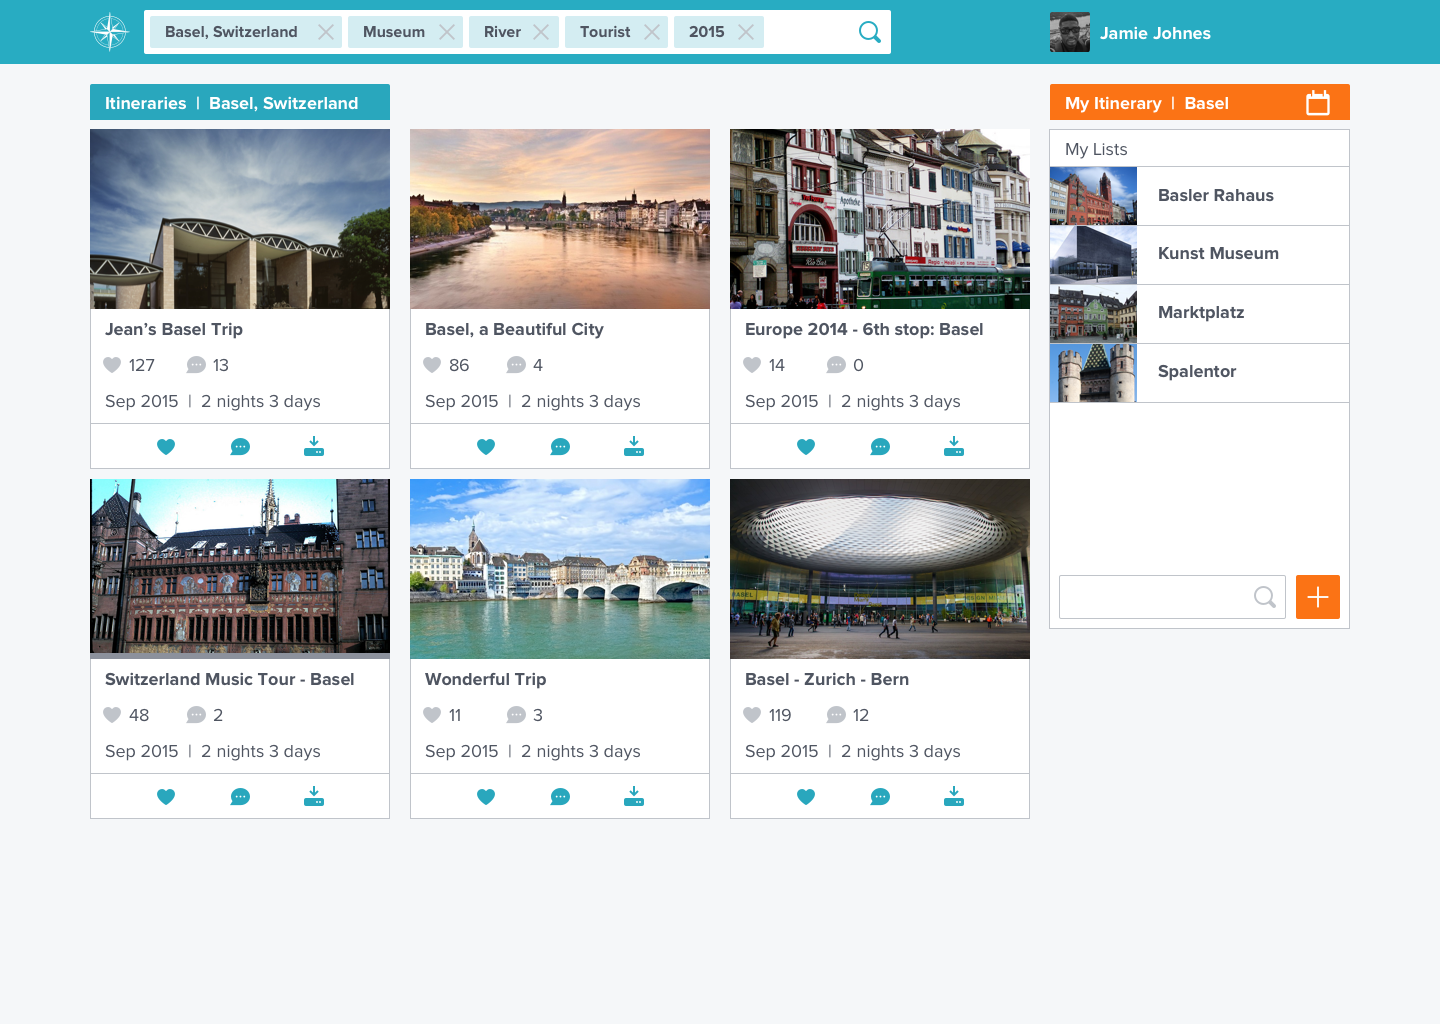 Basel, Switzerland
Museum
River
Tourist
2015
Jamie Johnes
Itineraries | Basel, Switzerland
My Itinerary | Basel
My Lists
Basler Rahaus
Kunst Museum
Marktplatz
Spalentor
Apotheke
Jean’s Basel Trip
127
13
Sep 2015 | 2 nights 3 days
Basel, a Beautiful City
86
4
Sep 2015 | 2 nights 3 days
Europe 2014 - 6th stop: Basel
14
0
Sep 2015 | 2 nights 3 days
BASEL
Switzerland Music Tour - Basel
48
2
Sep 2015 | 2 nights 3 days
Wonderful Trip
11
3
Sep 2015 | 2 nights 3 days
Basel - Zurich - Bern
119
12
Sep 2015 | 2 nights 3 days